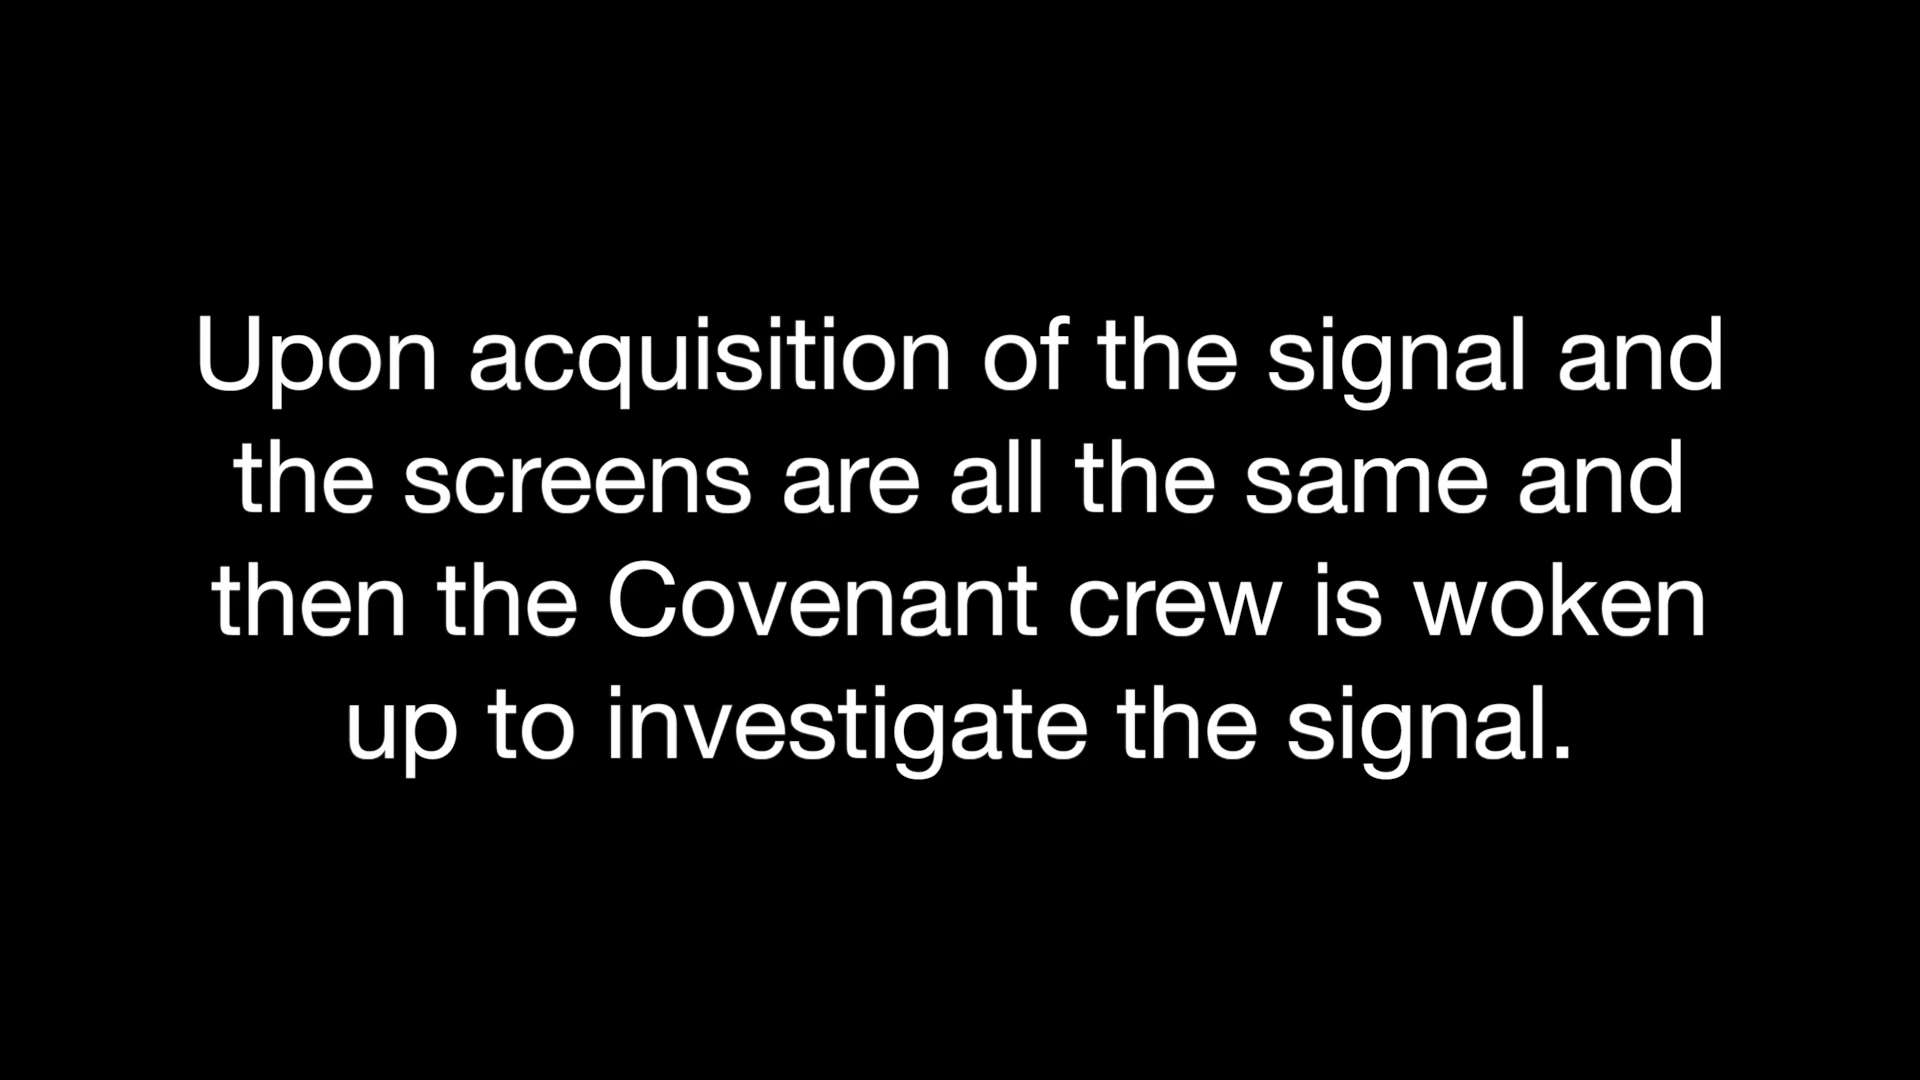 Upon acquisition of the signal and
the screens are all the same and
then the Covenant crew is woken
up to investigate the signal.